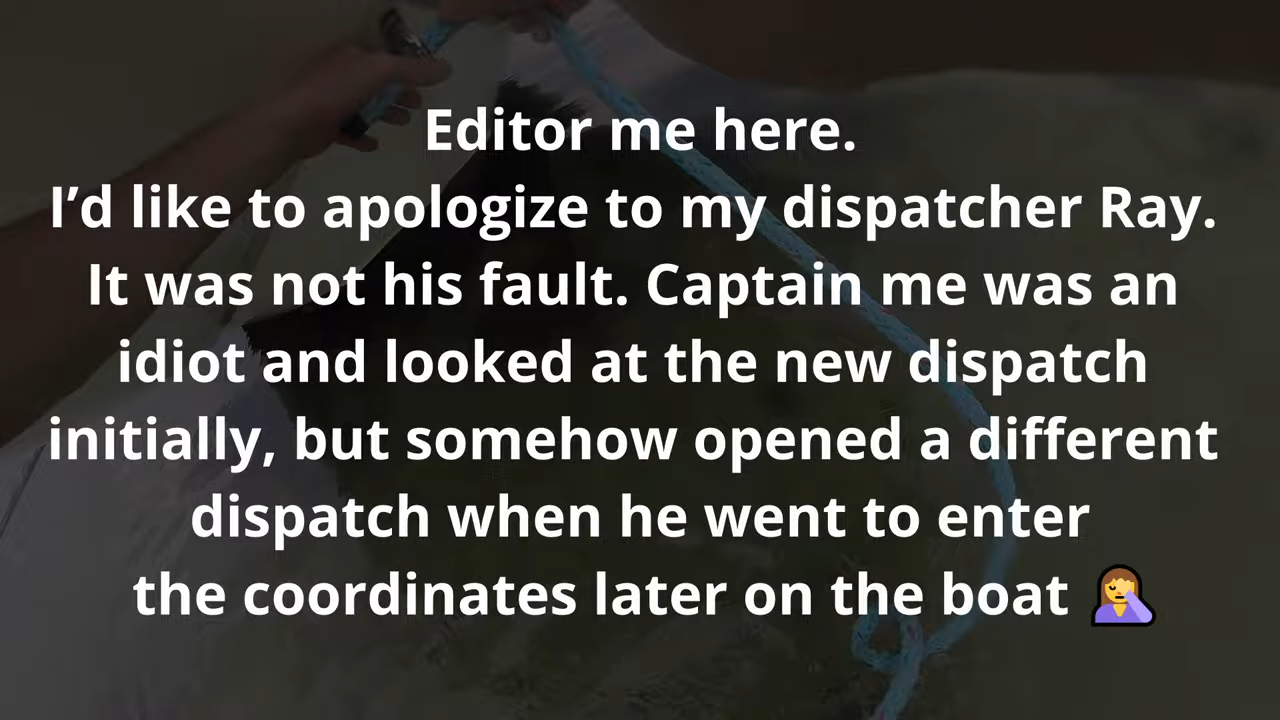 Editor me here.
I’d like to apologize to my dispatcher Ray.
It was not his fault. Captain me was an
idiot and looked at the new dispatch
initially, but somehow opened a different
dispatch when he went to enter
the coordinates later on the boat 🤦‍♀️